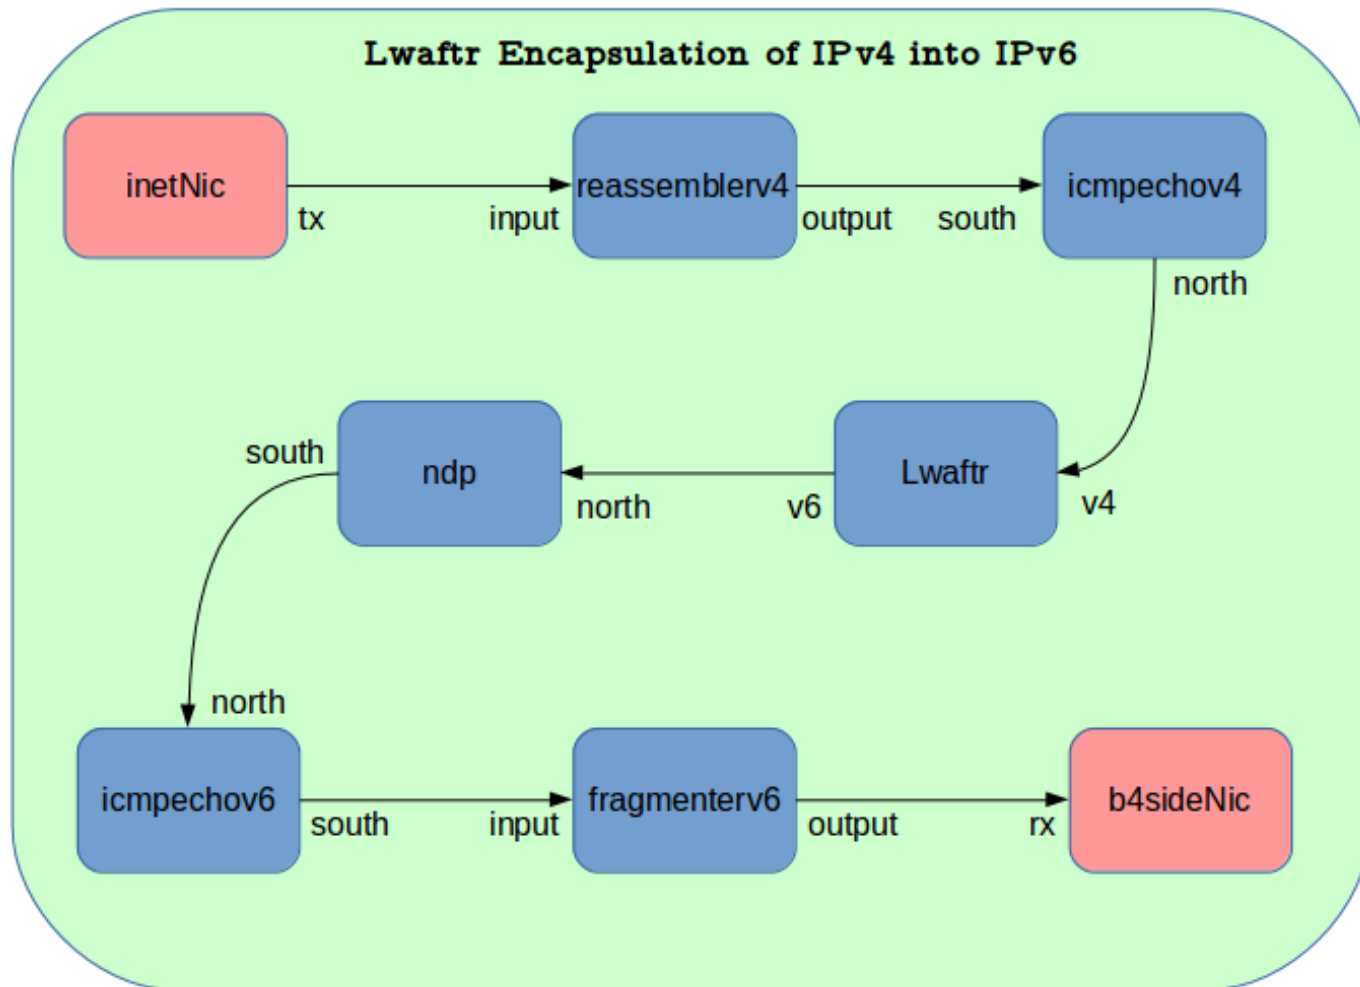 Lwaftr Encapsulation of IPv4 into IPv6
inetNic
tx
input
reassemblerv4
output
south
icmpechov4
north
south
ndp
north
v6
Lwaftr
v4
north
icmpechov6
south
input
fragmenterv6
output
rx
b4sideNic